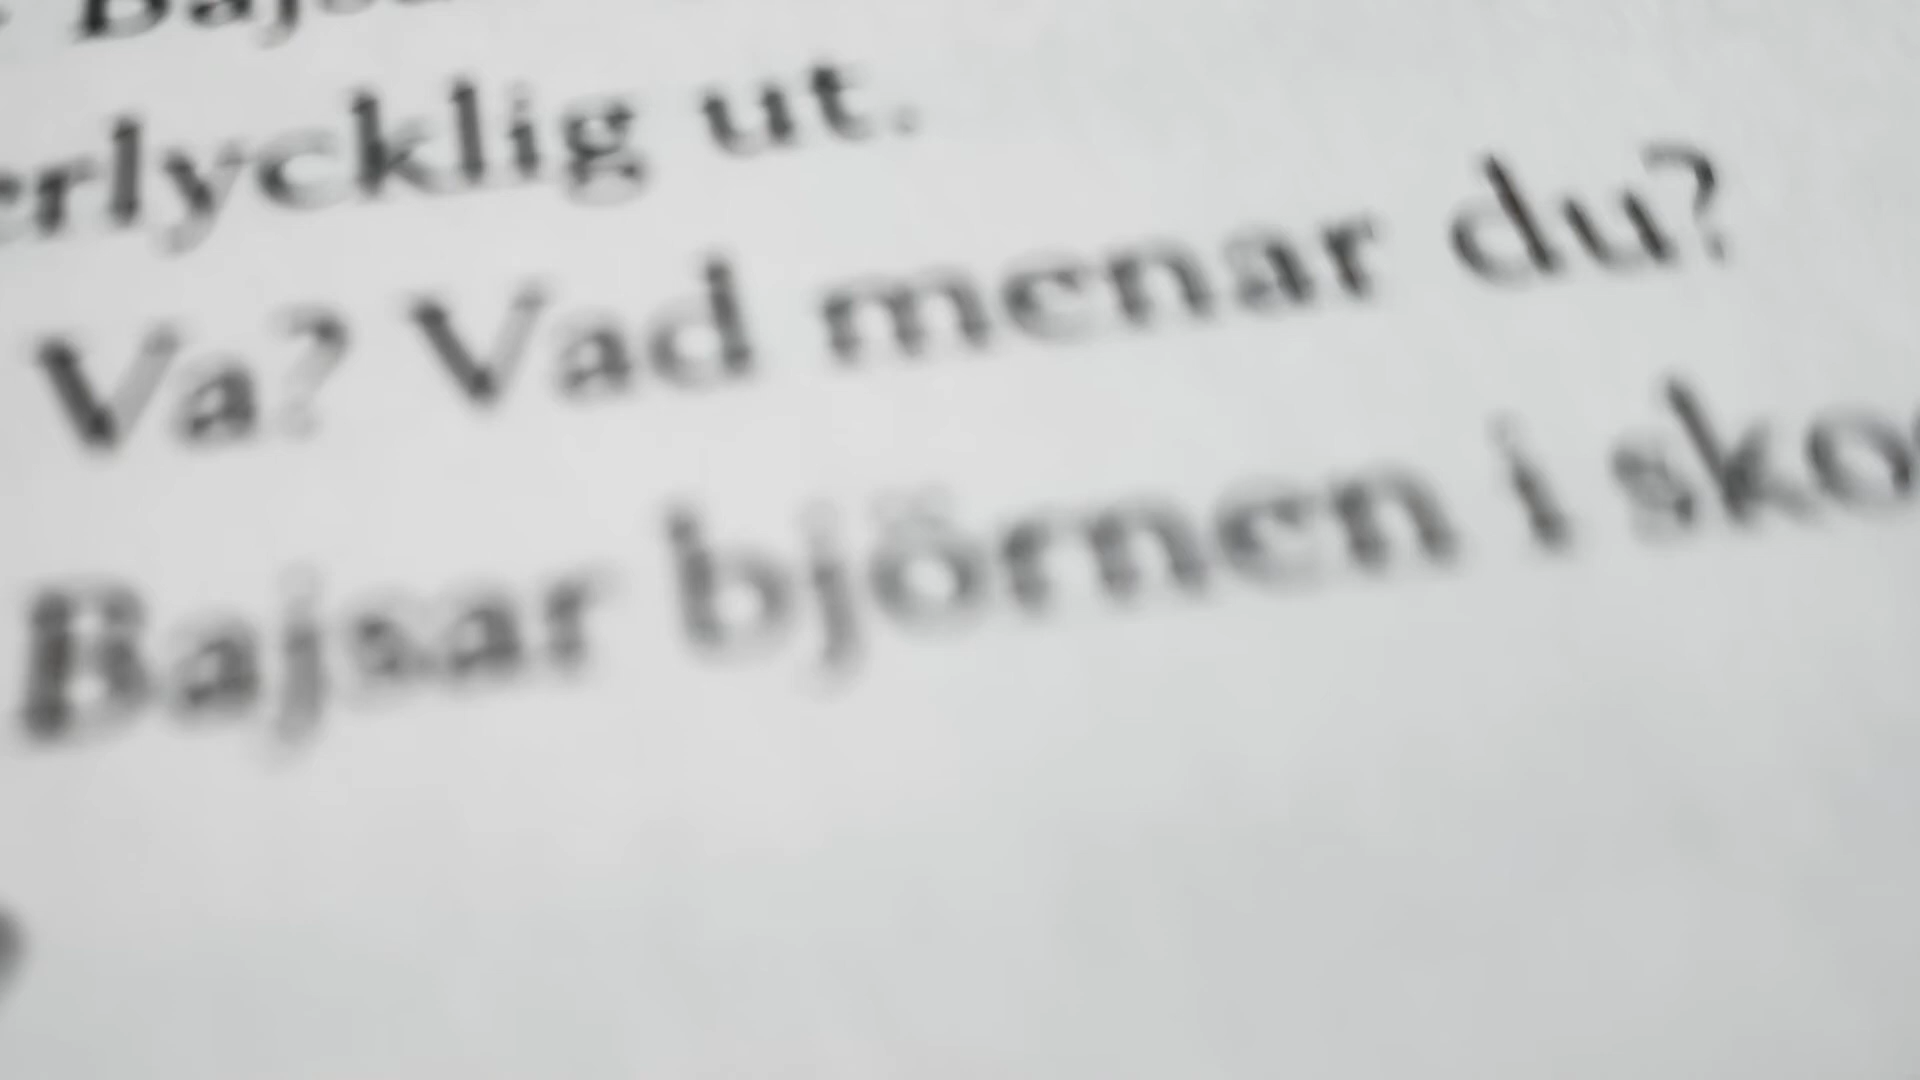 erlycklig ut.
Va? Vad menar du?
Bajsar björnen i sko